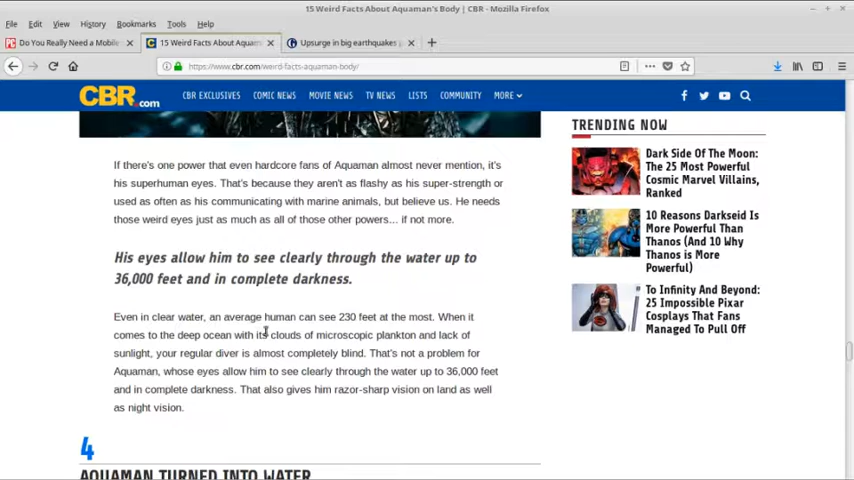 15 Weird Facts About Aquaman's Body | CBR - Mozilla Firefox
File Edit View History Bookmarks Tools Help
Do You Really Need a Mobile
15 Weird Facts About Aquam
Upsurge in big earthquakes
https://www.cbr.com/weird-facts-aquaman-body/
CBR.com
CBR EXCLUSIVES COMIC NEWS MOVIE NEWS TV NEWS LISTS COMMUNITY MORE
If there's one power that even hardcore fans of Aquaman almost never mention, it's
his superhuman eyes. That's because they aren't as flashy as his super-strength or
used as often as his communicating with marine animals, but believe us. He needs
those weird eyes just as much as all of those other powers... if not more.
His eyes allow him to see clearly through the water up to
36,000 feet and in complete darkness.
Even in clear water, an average human can see 230 feet at the most. When it
comes to the deep ocean with its clouds of microscopic plankton and lack of
sunlight, your regular diver is almost completely blind. That's not a problem for
Aquaman, whose eyes allow him to see clearly through the water up to 36,000 feet
and in complete darkness. That also gives him razor-sharp vision on land as well
as night vision.
4
AQUAMAN TURNED INTO WATER
TRENDING NOW
Dark Side Of The Moon:
The 25 Most Powerful
Cosmic Marvel Villains,
Ranked
10 Reasons Darkseid Is
More Powerful Than
Thanos (And 10 Why
Thanos is More
Powerful)
To Infinity And Beyond:
25 Impossible Pixar
Cosplays That Fans
Managed To Pull Off